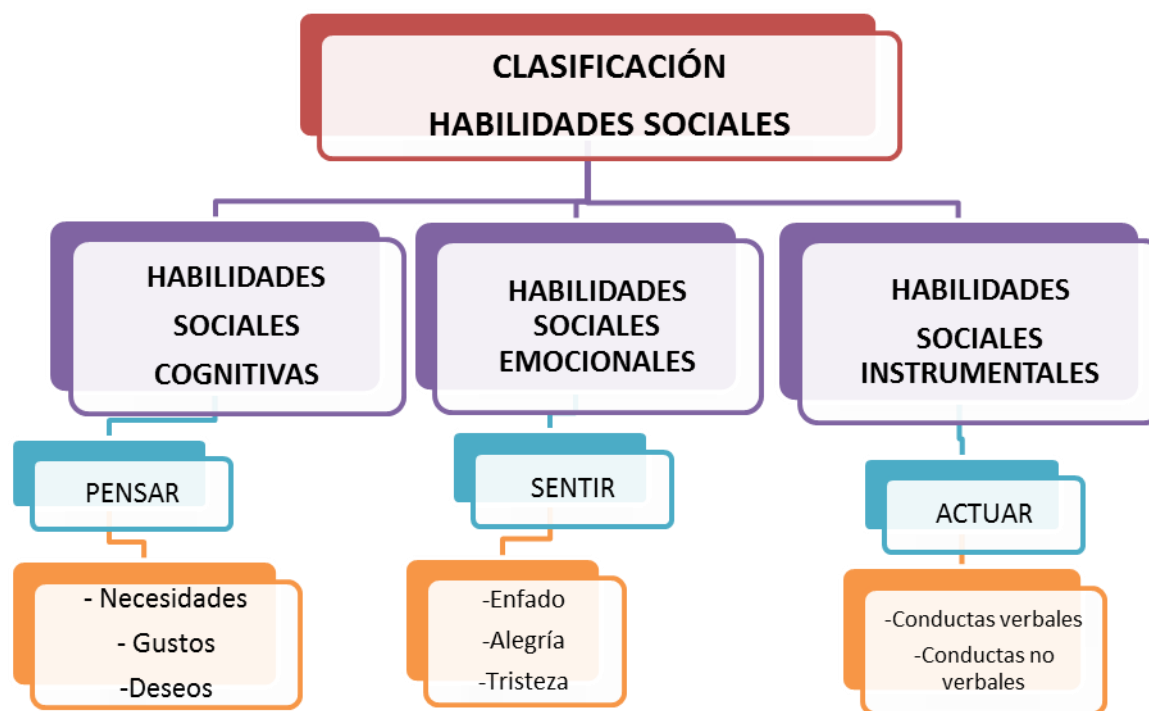 CLASIFICACIÓN
HABILIDADES SOCIALES
HABILIDADES
SOCIALES
COGNITIVAS
HABILIDADES
SOCIALES
EMOCIONALES
HABILIDADES
SOCIALES
INSTRUMENTALES
PENSAR
SENTIR
ACTUAR
- Necesidades
- Gustos
-Deseos
-Enfado
-Alegría
-Tristeza
-Conductas verbales
-Conductas no
verbales